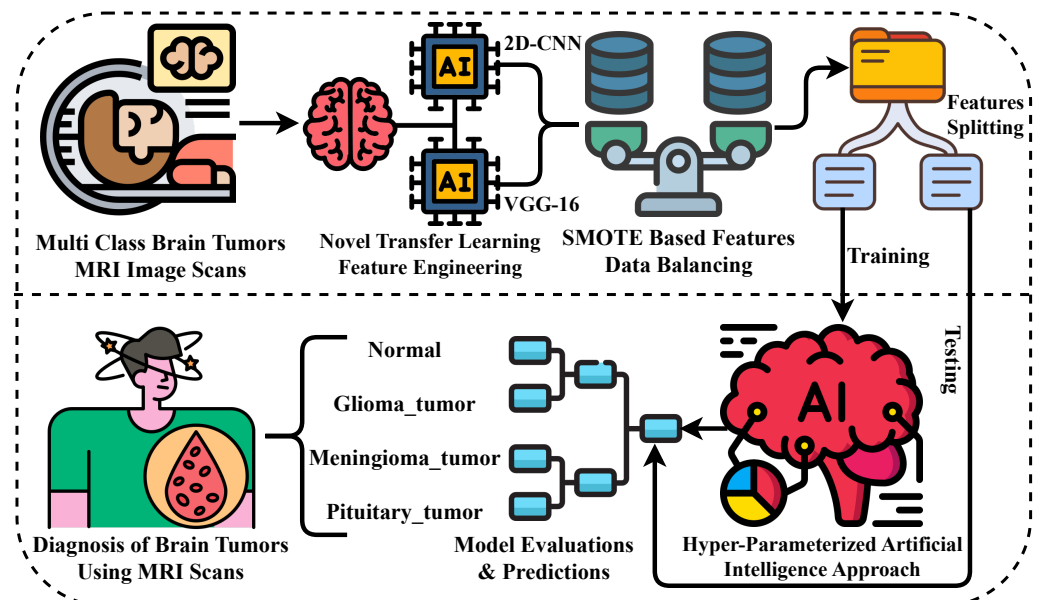 2D-CNN
AI
AI
VGG-16
Features
Splitting
Multi Class Brain Tumors
MRI Image Scans
Novel Transfer Learning
Feature Engineering
SMOTE Based Features
Data Balancing
Training
Testing
Normal
Glioma_tumor
Meningioma_tumor
Pituitary_tumor
AI
Diagnosis of Brain Tumors
Using MRI Scans
Model Evaluations
& Predictions
Hyper-Parameterized Artificial
Intelligence Approach